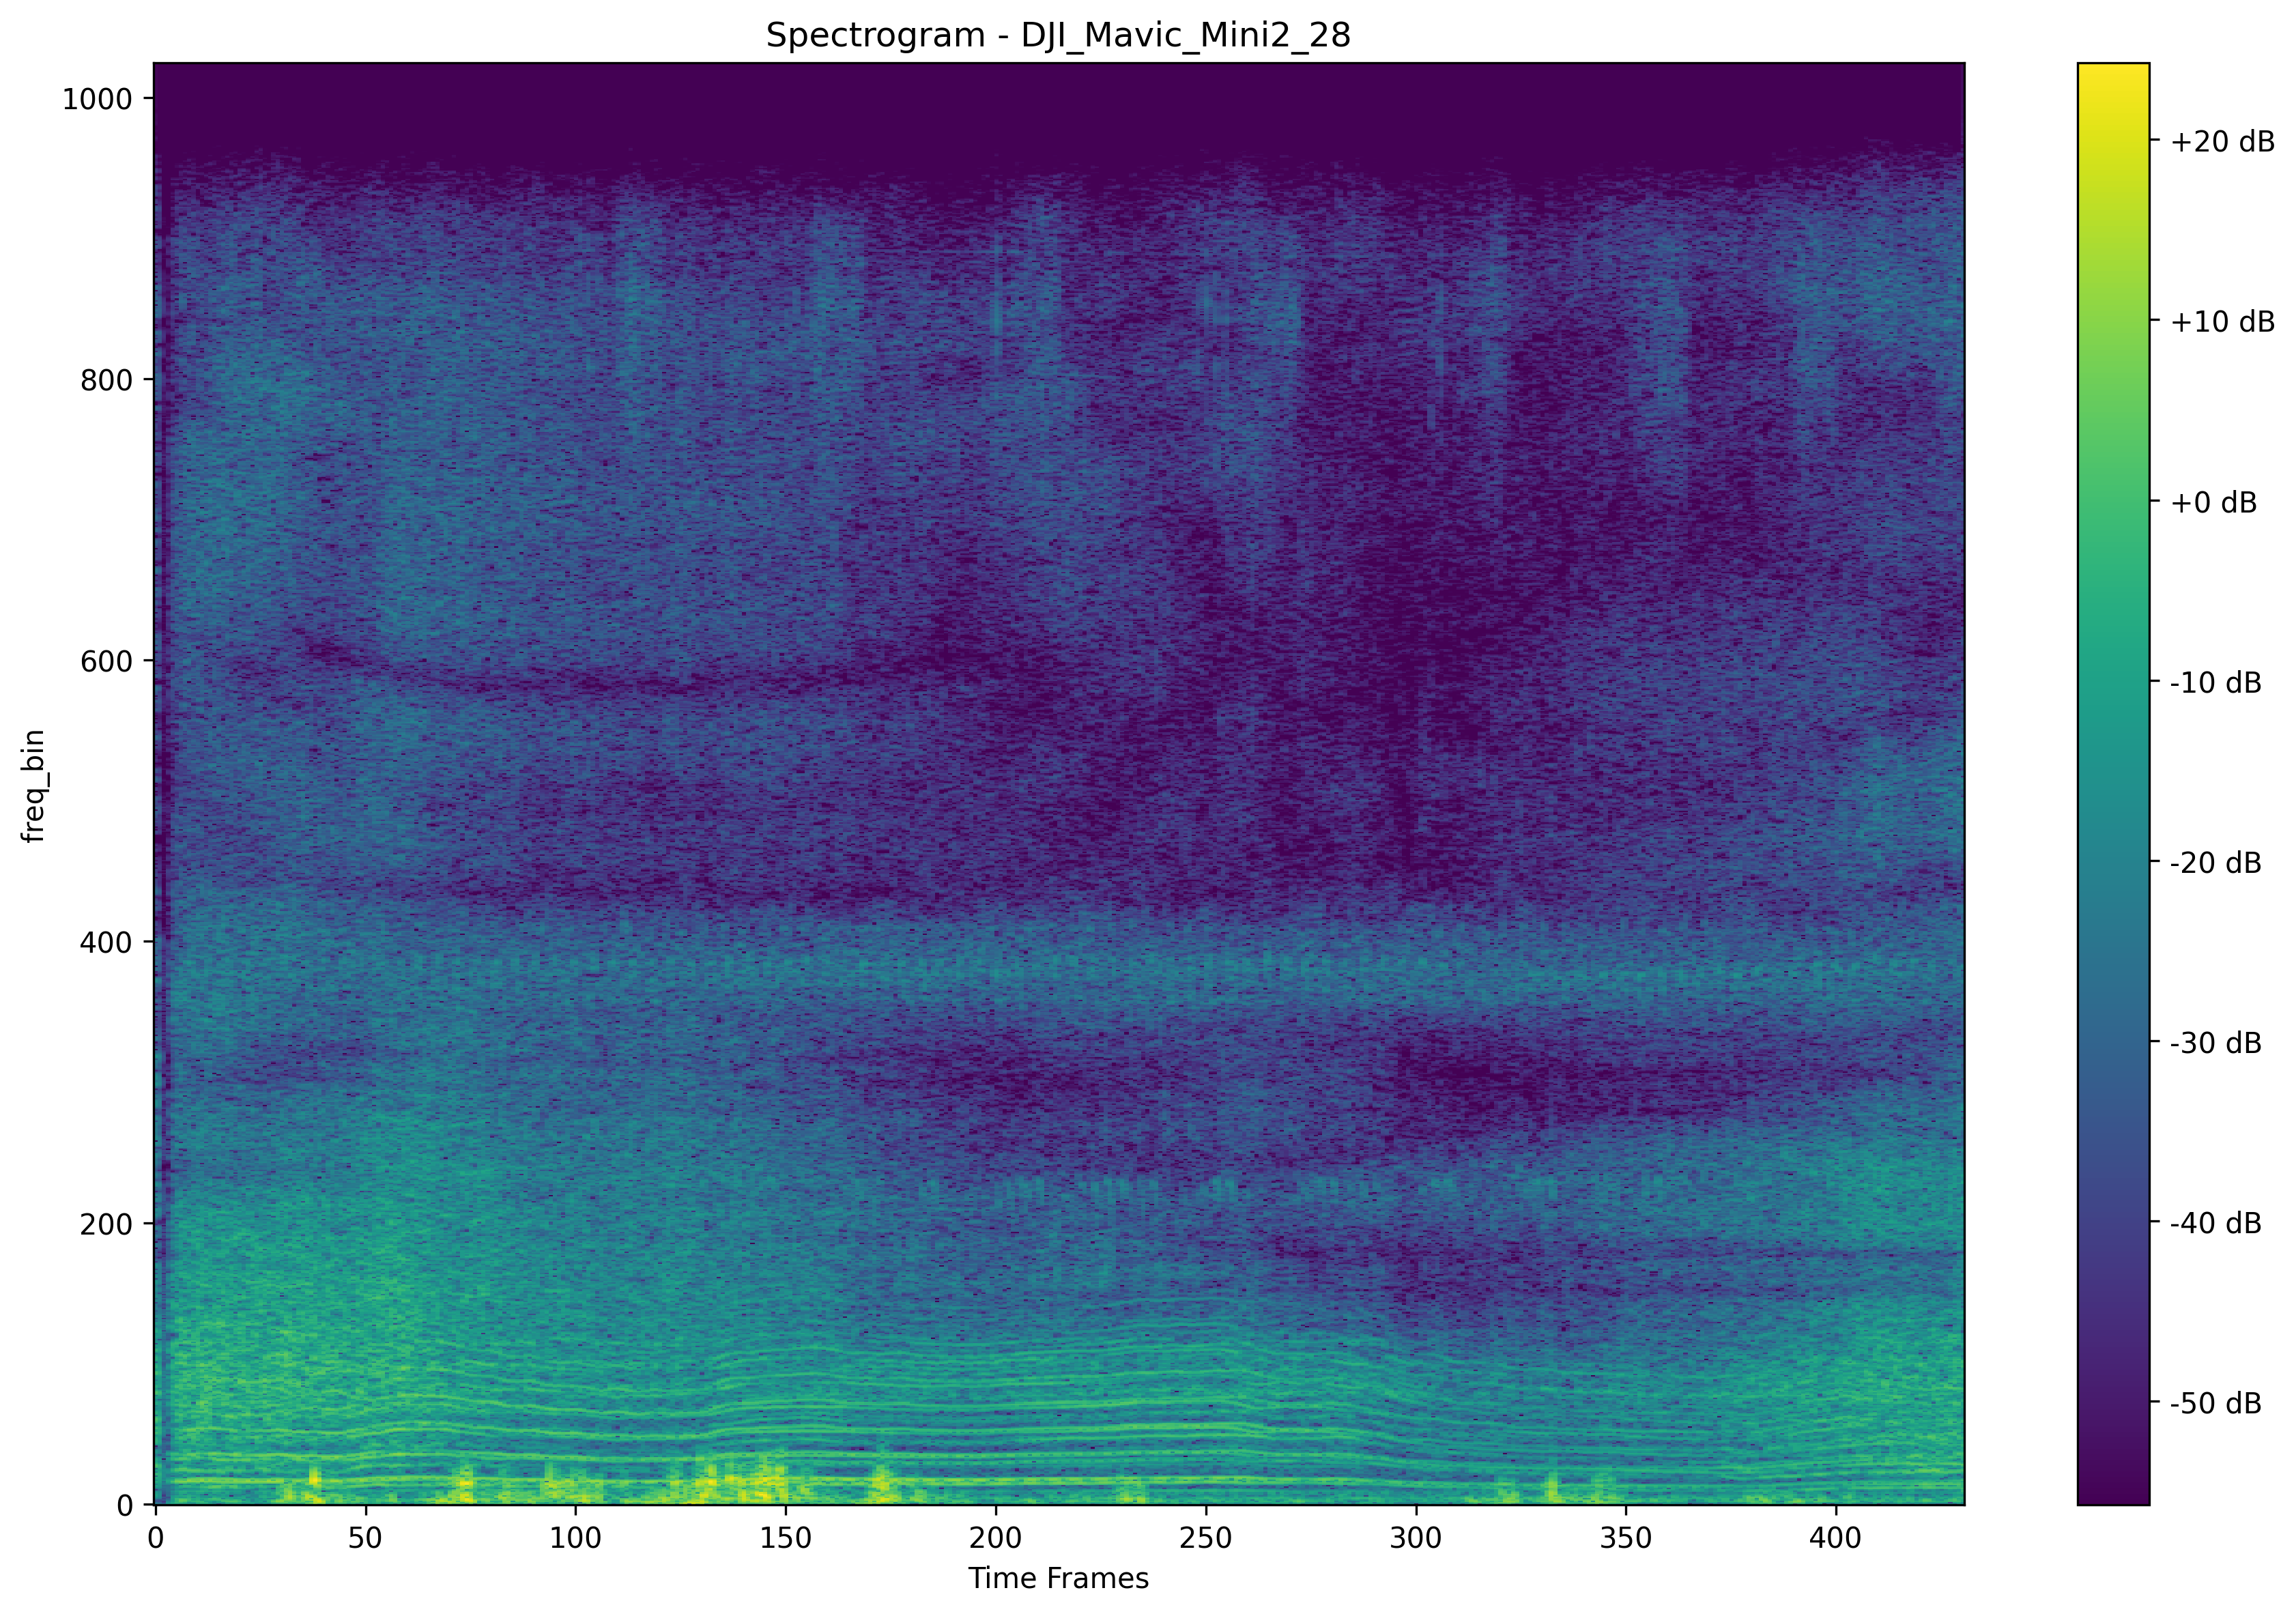 Spectrogram - DJI_Mavic_Mini2_28
1000
800
600
400
200
0
freq_bin
0 50 100 150 200 250 300 350 400
Time Frames
+20 dB
+10 dB
+0 dB
-10 dB
-20 dB
-30 dB
-40 dB
-50 dB